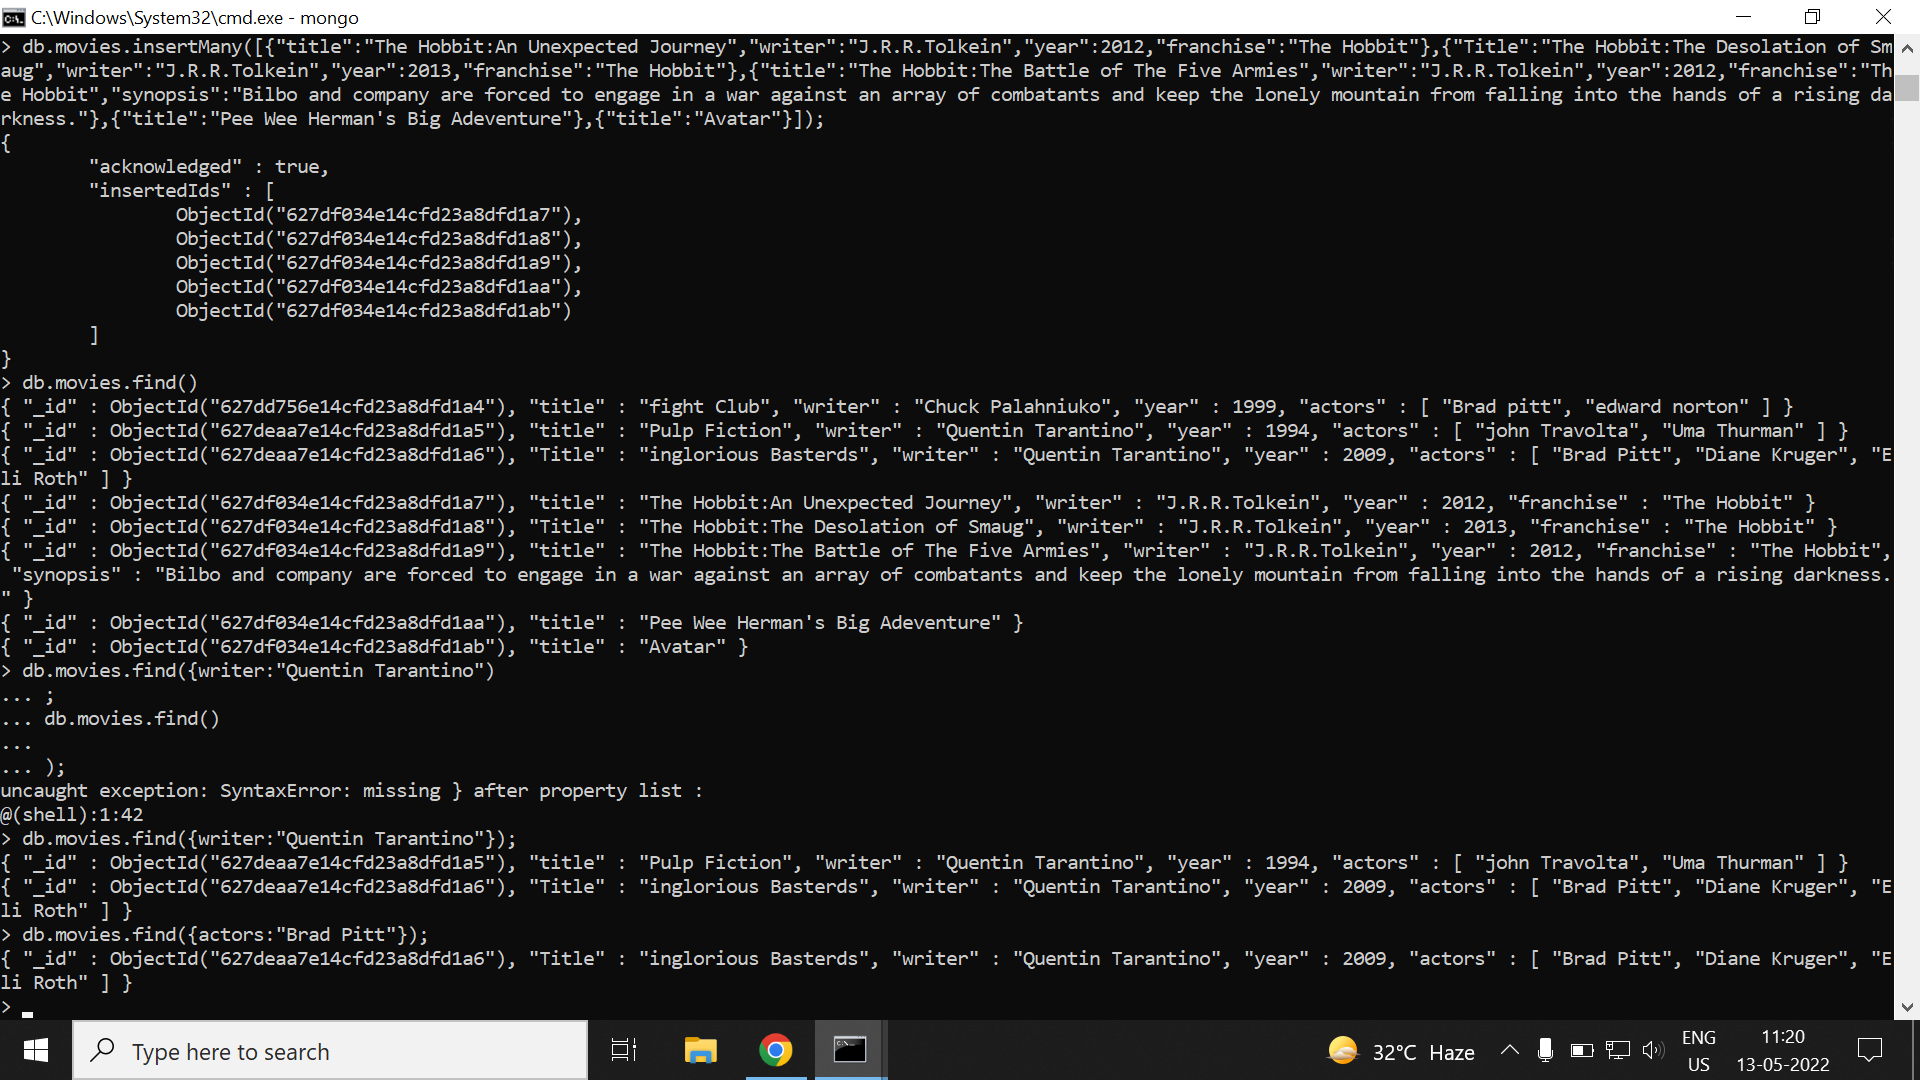 C:\Windows\System32\cmd.exe - mongo
> db.movies.insertMany([{"title":"The Hobbit:An Unexpected Journey","writer":"J.R.R.Tolkein","year":2012,"franchise":"The Hobbit"},{"Title":"The Hobbit:The Desolation of Sm
aug","writer":"J.R.R.Tolkein","year":2013,"franchise":"The Hobbit"},{"title":"The Hobbit:The Battle of The Five Armies","writer":"J.R.R.Tolkein","year":2012,"franchise":"Th
e Hobbit","synopsis":"Bilbo and company are forced to engage in a war against an array of combatants and keep the lonely mountain from falling into the hands of a rising da
rkness."},{"title":"Pee Wee Herman's Big Adeventure"},{"title":"Avatar"}]);
{
"acknowledged" : true,
"insertedIds" : [
ObjectId("627df034e14cfd23a8dfd1a7"),
ObjectId("627df034e14cfd23a8dfd1a8"),
ObjectId("627df034e14cfd23a8dfd1a9"),
ObjectId("627df034e14cfd23a8dfd1aa"),
ObjectId("627df034e14cfd23a8dfd1ab")
]
}
> db.movies.find()
{ "_id" : ObjectId("627dd756e14cfd23a8dfd1a4"), "title" : "fight Club", "writer" : "Chuck Palahniuko", "year" : 1999, "actors" : [ "Brad pitt", "edward norton" ] }
{ "_id" : ObjectId("627deaa7e14cfd23a8dfd1a5"), "title" : "Pulp Fiction", "writer" : "Quentin Tarantino", "year" : 1994, "actors" : [ "john Travolta", "Uma Thurman" ] }
{ "_id" : ObjectId("627deaa7e14cfd23a8dfd1a6"), "Title" : "inglorious Basterds", "writer" : "Quentin Tarantino", "year" : 2009, "actors" : [ "Brad Pitt", "Diane Kruger", "E
li Roth" ] }
{ "_id" : ObjectId("627df034e14cfd23a8dfd1a7"), "title" : "The Hobbit:An Unexpected Journey", "writer" : "J.R.R.Tolkein", "year" : 2012, "franchise" : "The Hobbit" }
{ "_id" : ObjectId("627df034e14cfd23a8dfd1a8"), "Title" : "The Hobbit:The Desolation of Smaug", "writer" : "J.R.R.Tolkein", "year" : 2013, "franchise" : "The Hobbit" }
{ "_id" : ObjectId("627df034e14cfd23a8dfd1a9"), "title" : "The Hobbit:The Battle of The Five Armies", "writer" : "J.R.R.Tolkein", "year" : 2012, "franchise" : "The Hobbit",
"synopsis" : "Bilbo and company are forced to engage in a war against an array of combatants and keep the lonely mountain from falling into the hands of a rising darkness.
" }
{ "_id" : ObjectId("627df034e14cfd23a8dfd1aa"), "title" : "Pee Wee Herman's Big Adeventure" }
{ "_id" : ObjectId("627df034e14cfd23a8dfd1ab"), "title" : "Avatar" }
> db.movies.find({writer:"Quentin Tarantino")
... ;
... db.movies.find()
...
... );
uncaught exception: SyntaxError: missing } after property list :
@(shell):1:42
> db.movies.find({writer:"Quentin Tarantino"});
{ "_id" : ObjectId("627deaa7e14cfd23a8dfd1a5"), "title" : "Pulp Fiction", "writer" : "Quentin Tarantino", "year" : 1994, "actors" : [ "john Travolta", "Uma Thurman" ] }
{ "_id" : ObjectId("627deaa7e14cfd23a8dfd1a6"), "Title" : "inglorious Basterds", "writer" : "Quentin Tarantino", "year" : 2009, "actors" : [ "Brad Pitt", "Diane Kruger", "E
li Roth" ] }
> db.movies.find({actors:"Brad Pitt"});
{ "_id" : ObjectId("627deaa7e14cfd23a8dfd1a6"), "Title" : "inglorious Basterds", "writer" : "Quentin Tarantino", "year" : 2009, "actors" : [ "Brad Pitt", "Diane Kruger", "E
li Roth" ] }
>
Type here to search
32°C Haze
ENG
US
11:20
13-05-2022